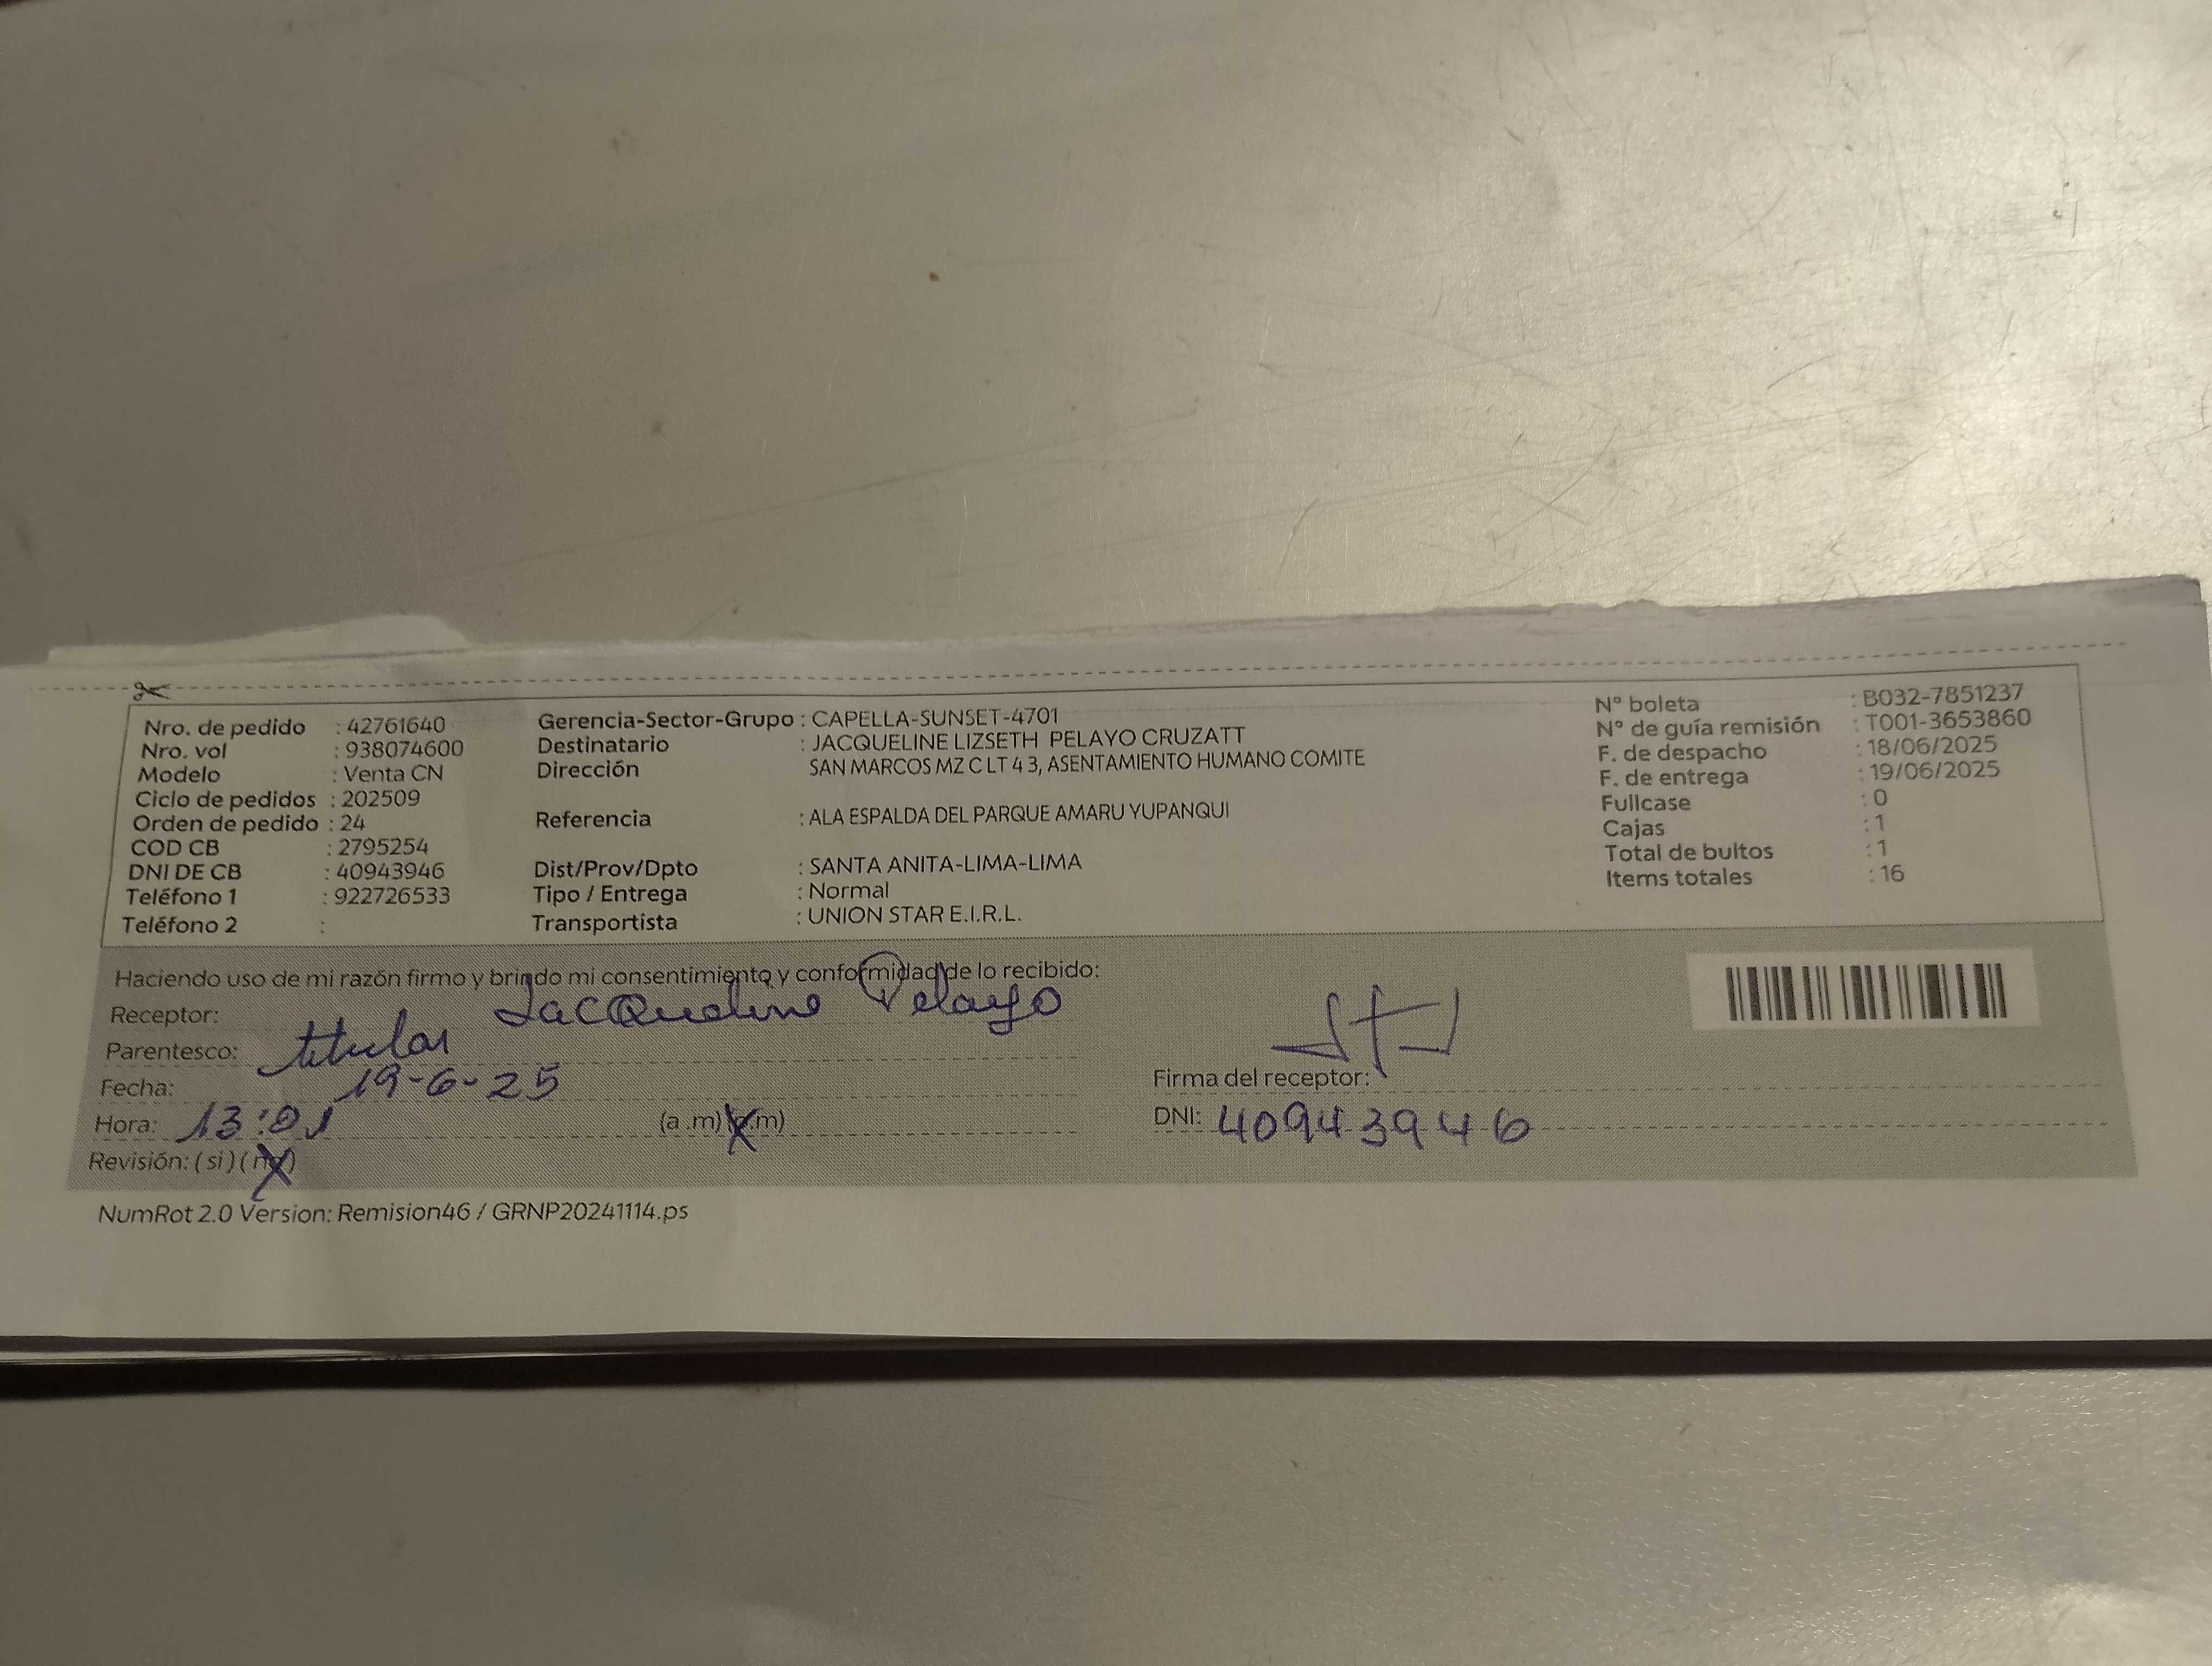 Nro. de pedido : 42761640
Nro. vol : 938074600
Modelo : Venta CN
Ciclo de pedidos : 202509
Orden de pedido : 24
COD CB : 2795254
DNI DE CB : 40943946
Teléfono 1 : 922726533
Teléfono 2 :
Gerencia-Sector-Grupo : CAPELLA-SUNSET-4701
Destinatario : JACQUELINE LIZSETH PELAYO CRUZATT
Dirección SAN MARCOS MZ C LT 4 3, ASENTAMIENTO HUMANO COMITE
Referencia : ALA ESPALDA DEL PARQUE AMARU YUPANQUI
Dist/Prov/Dpto : SANTA ANITA-LIMA-LIMA
Tipo / Entrega : Normal
Transportista : UNION STAR E.I.R.L.
N° boleta : B032-7851237
N° de guía remisión : T001-3653860
F. de despacho : 18/06/2025
F. de entrega : 19/06/2025
Fullcase : 0
Cajas : 1
Total de bultos : 1
Items totales : 16
Haciendo uso de mi razón firmo y brindo mi consentimiento y conformidad de lo recibido:
Receptor: Jacqueline Pelayo
Parentesco: titular
Fecha: 19-6-25
Hora: 13:01 (a .m) (p.m)
Revisión: ( si ) ( no )
Firma del receptor:
DNI: 40943946
NumRot 2.0 Version: Remision46 / GRNP20241114.ps